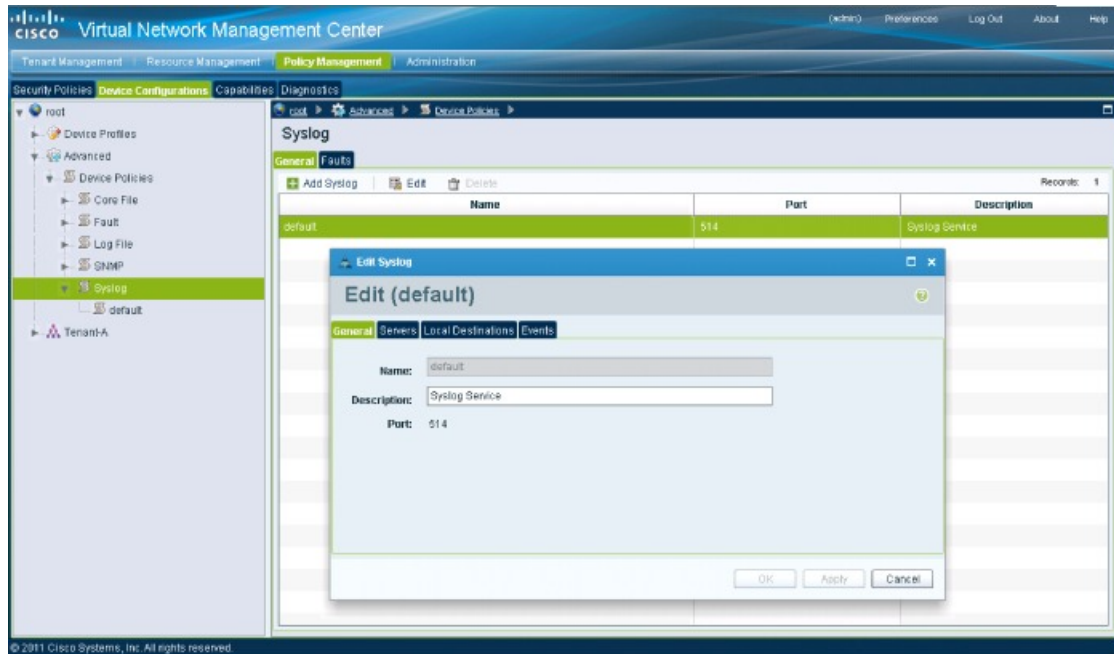 CISCO Virtual Network Management Center
(admin) Preferences Log Out About Help
Tenant Management Resource Management Policy Management Administration
Security Policies Device Configurations Capabilities Diagnostics
root
Device Profiles
Advanced
Device Policies
Core File
Fault
Log File
SNMP
Syslog
default
Tenant-A
root Advanced Device Policies
Syslog
General Faults
Add Syslog Edit Delete Records: 1
Name Port Description
default 514 Syslog Service
Edit Syslog
Edit (default)
General Servers Local Destinations Events
Name: default
Description: Syslog Service
Port: 514
OK Apply Cancel
© 2011 Cisco Systems, Inc. All rights reserved.